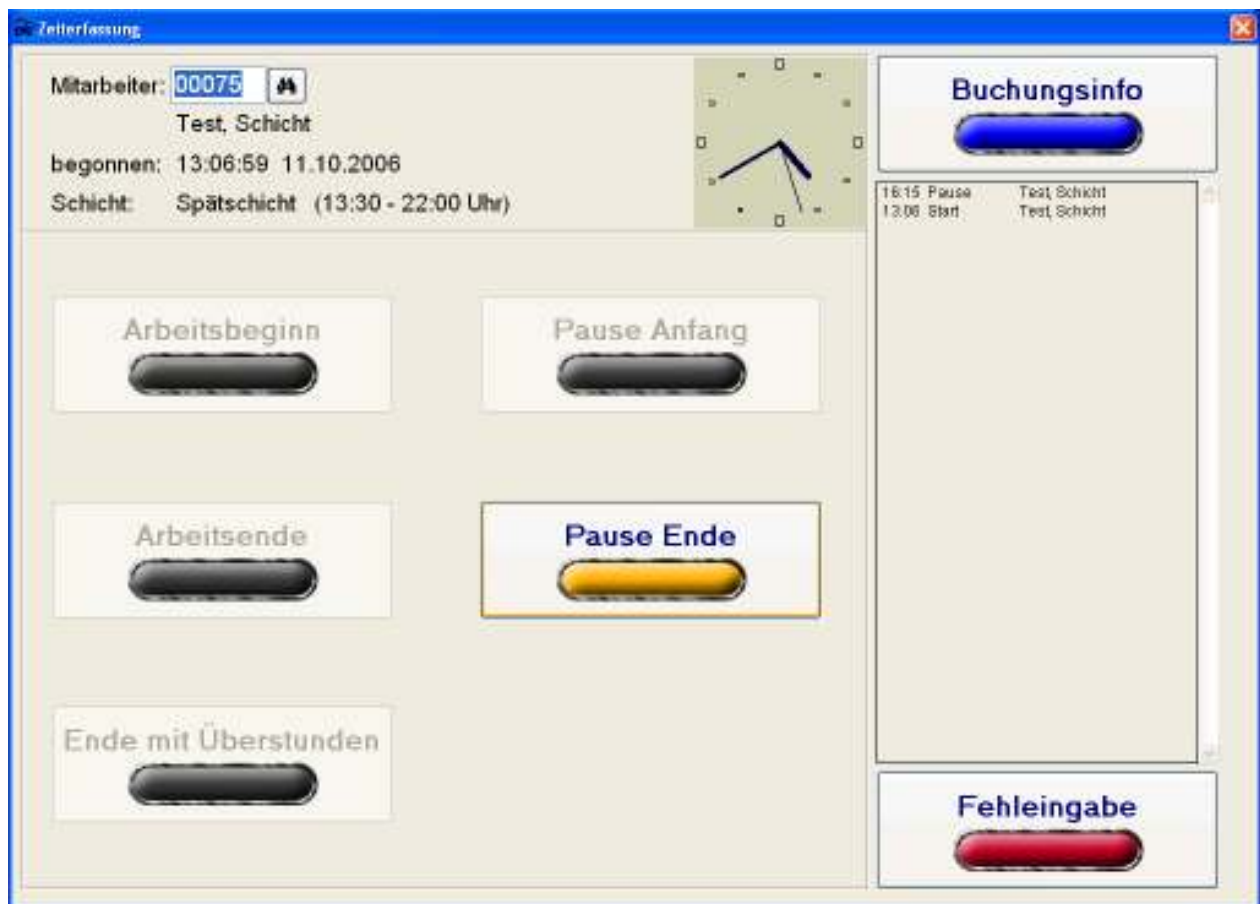 Zeiterfassung
Mitarbeiter: 00075
Test, Schicht
begonnen: 13:06:59 11.10.2006
Schicht: Spätschicht (13:30 - 22:00 Uhr)
Arbeitsbeginn
Pause Anfang
Arbeitsende
Pause Ende
Ende mit Überstunden
Buchungsinfo
16:15 Pause Test, Schicht
13:06 Start Test, Schicht
Fehleingabe